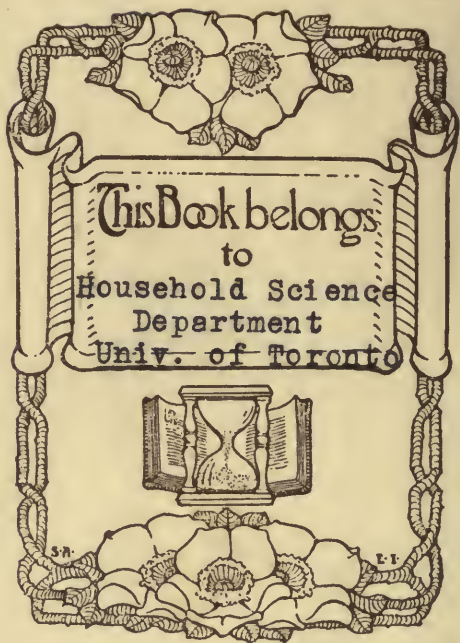 This Book belongs
to
Household Science
Department
Univ. of Toronto
S.A. E.I.